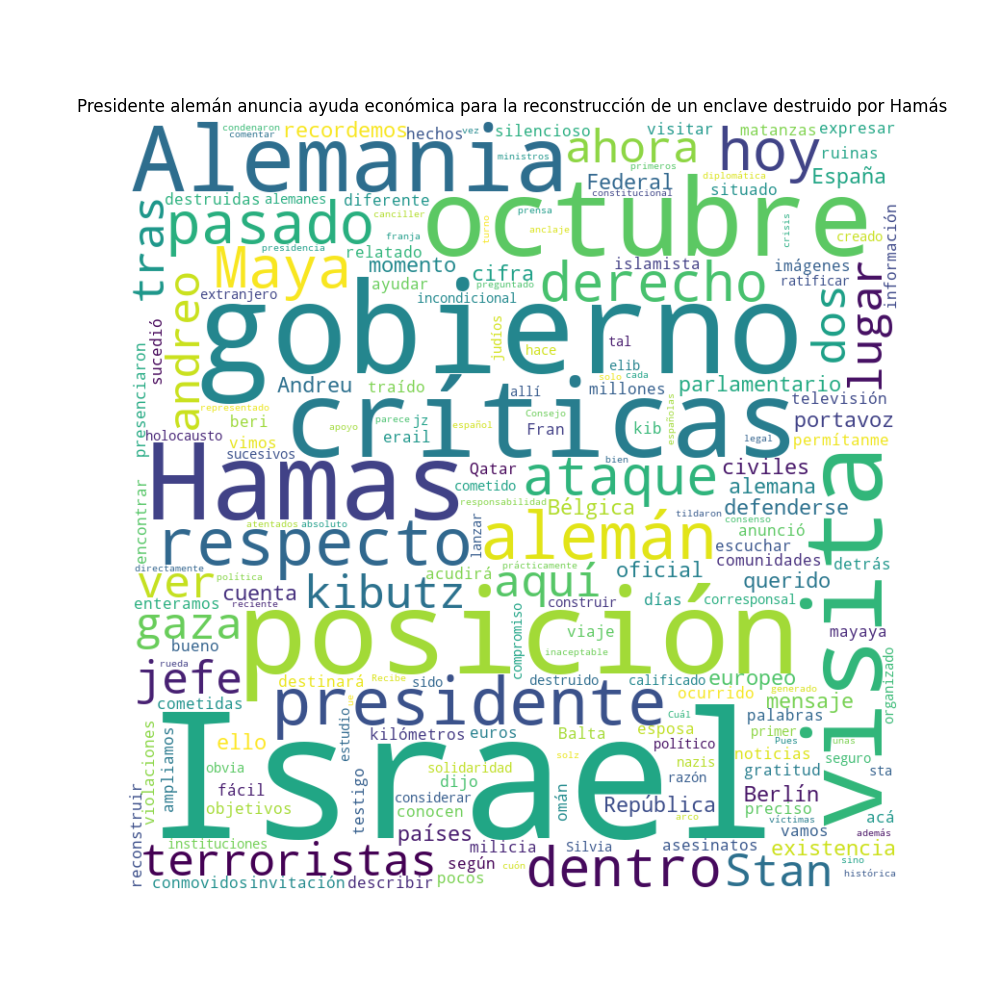 Presidente alemán anuncia ayuda económica para la reconstrucción de un enclave destruido por Hamás
condenaron
comentar
recordemos
hechos
vez
silencioso
ministros
visitar
matanzas
expresar
Alemania
ahora
hoy
ruinas
primeros
Federal
diplomática
constitucional
situado
España
destruidas
alemanes
diferente
canciller
pasado
octubre
tras
prensa
turno
anclaje
crisis
creado
información
franja
presidencia
relatado
momento
Maya
ayudar
cifra
preguntado
islamista
derecho
imágenes
ratificar
extranjero
incondicional
andreo
gobierno
dos
lugar
sucedió
judíos
hace
tal
presenciaron
Andreu
traído
elib
solo
cada
allí
millones
parlamentario
televisión
representado
beri
apoyo
parece
jz
español
Consejo
españolas
críticas
portavoz
holocausto
vimos
erail
Fran
kib
legal
permítanme
sucesivos
Hamas
Qatar
cometido
bien
ataque
civiles
alemana
visita
encontrar
responsabilidad
Bélgica
tildaron
defenderse
atentados
absoluto
lanzar
consenso
anunció
respecto
alemán
escuchar
directamente
política
prácticamente
comunidades
detrás
acudirá
oficial
querido
ver
cuenta
kibutz
aquí
enteramos
reciente
construir
días
corresponsal
gaza
bueno
compromiso
viaje
mayaya
posición
inaceptable
rueda
jefe
destinará
Recibe
sido
destruido
calificado
europeo
generado
organizado
cometidas
presidente
ocurrido
mensaje
Cuál
palabras
violaciones
ampliamos
ello
estudio
kilómetros
euros
Balta
esposa
primer
Pues
unas
político
noticias
obvia
testigo
solidaridad
solz
nazis
seguro
Israel
dijo
razón
gratitud
sta
fácil
considerar
omán
Berlín
preciso
reconstruir
objetivos
conocen
República
arco
víctimas
acá
países
vamos
además
instituciones
milicia
Silvia
asesinatos
existencia
terroristas
según
cuón
dentro
Stan
sino
histórica
conmovidos
invitación
describir
pocos